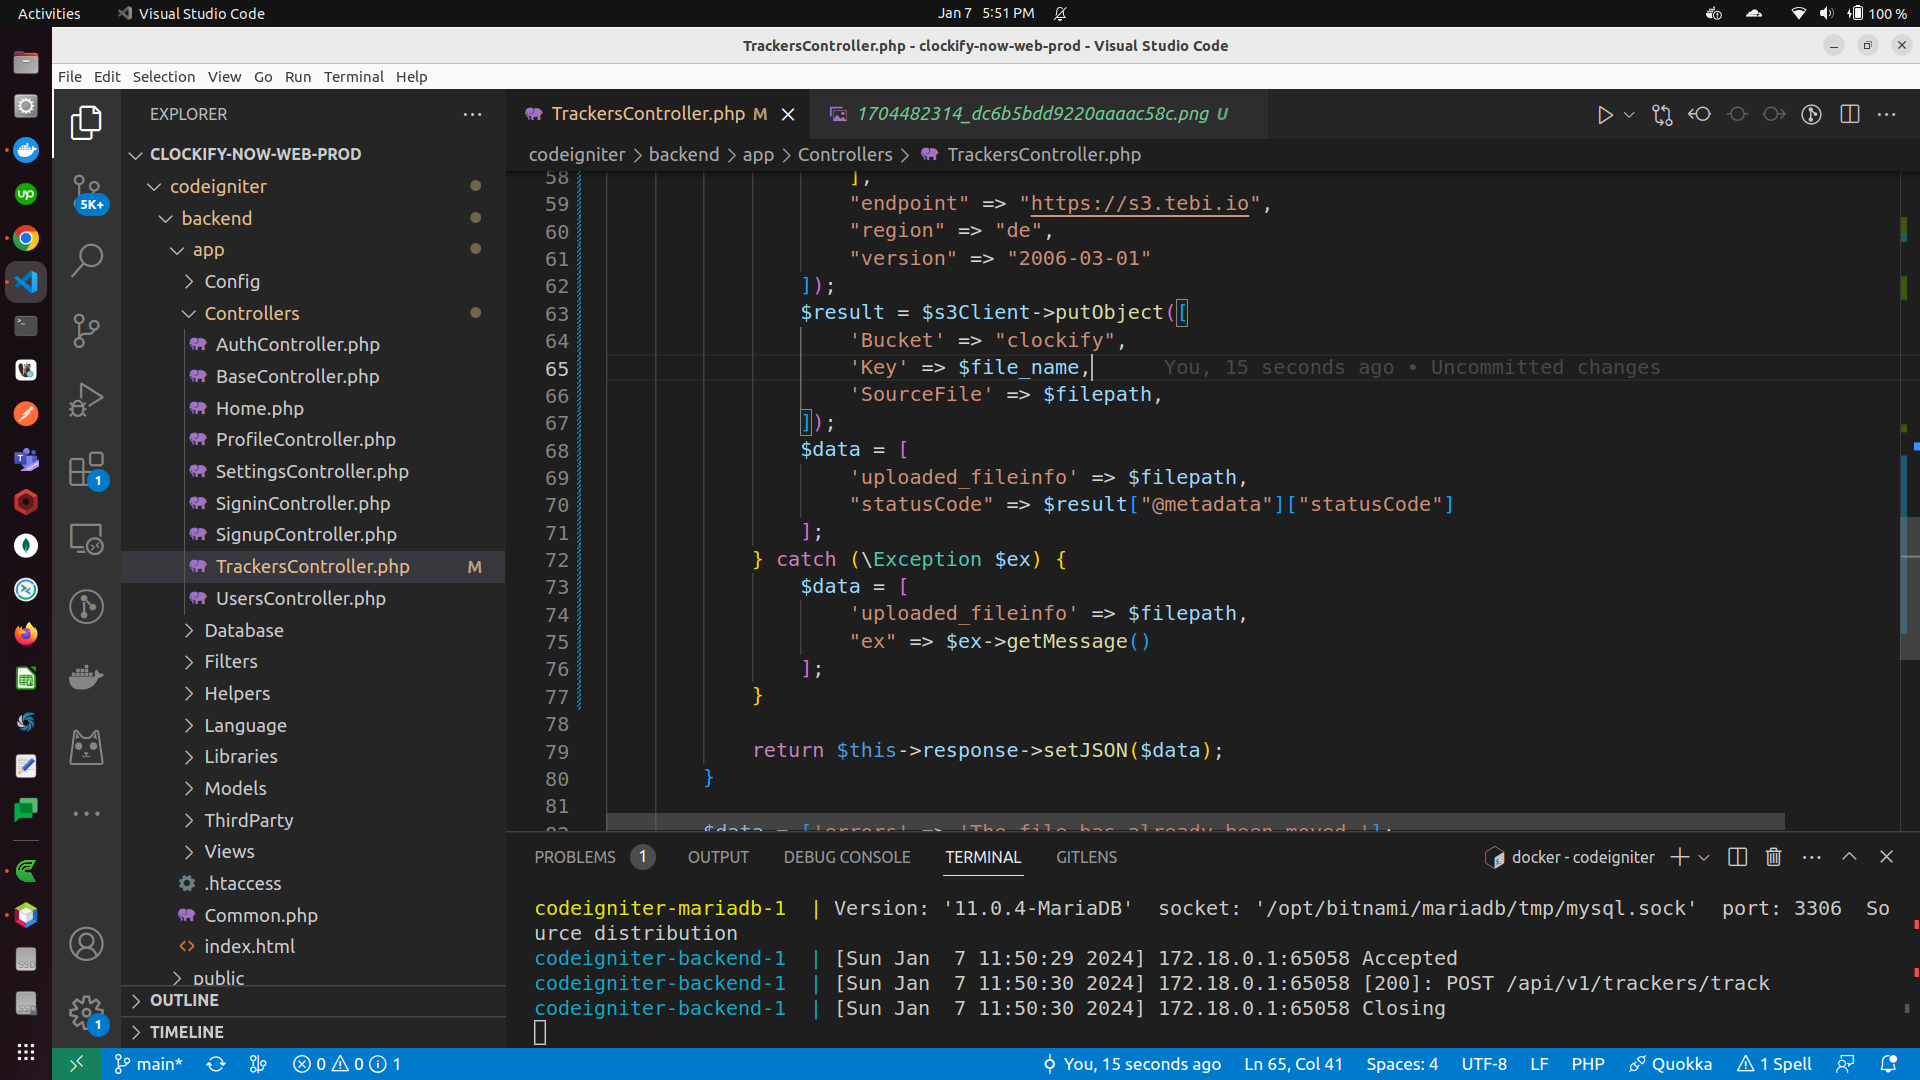 Activities
Visual Studio Code
Jan 7 5:51 PM
100 %
TrackersController.php - clockify-now-web-prod - Visual Studio Code
File Edit Selection View Go Run Terminal Help
EXPLORER
TrackersController.php M
1704482314_dc6b5bdd9220aaaac58c.png U
codeigniter > backend > app > Controllers > TrackersController.php
CLOCKIFY-NOW-WEB-PROD
codeigniter
backend
app
Config
Controllers
AuthController.php
BaseController.php
Home.php
ProfileController.php
SettingsController.php
SigninController.php
SignupController.php
TrackersController.php M
UsersController.php
Database
Filters
Helpers
Language
Libraries
Models
ThirdParty
Views
.htaccess
Common.php
index.html
public
OUTLINE
TIMELINE
5K+
1
1
58 ],
59 "endpoint" => "https://s3.tebi.io",
60 "region" => "de",
61 "version" => "2006-03-01"
62 ]);
63 $result = $s3Client->putObject([
64 'Bucket' => "clockify",
65 'Key' => $file_name, You, 15 seconds ago • Uncommitted changes
66 'SourceFile' => $filepath,
67 ]);
68 $data = [
69 'uploaded_fileinfo' => $filepath,
70 "statusCode" => $result["@metadata"]["statusCode"]
71 ];
72 } catch (\Exception $ex) {
73 $data = [
74 'uploaded_fileinfo' => $filepath,
75 "ex" => $ex->getMessage()
76 ];
77 }
78
79 return $this->response->setJSON($data);
80 }
81
82 $data = ['errors' => 'The file has already been moved.'];
PROBLEMS 1 OUTPUT DEBUG CONSOLE TERMINAL GITLENS
docker - codeigniter
codeigniter-mariadb-1 | Version: '11.0.4-MariaDB' socket: '/opt/bitnami/mariadb/tmp/mysql.sock' port: 3306 So
urce distribution
codeigniter-backend-1 | [Sun Jan 7 11:50:29 2024] 172.18.0.1:65058 Accepted
codeigniter-backend-1 | [Sun Jan 7 11:50:30 2024] 172.18.0.1:65058 [200]: POST /api/v1/trackers/track
codeigniter-backend-1 | [Sun Jan 7 11:50:30 2024] 172.18.0.1:65058 Closing
main* 0 0 1
You, 15 seconds ago Ln 65, Col 41 Spaces: 4 UTF-8 LF PHP Quokka 1 Spell